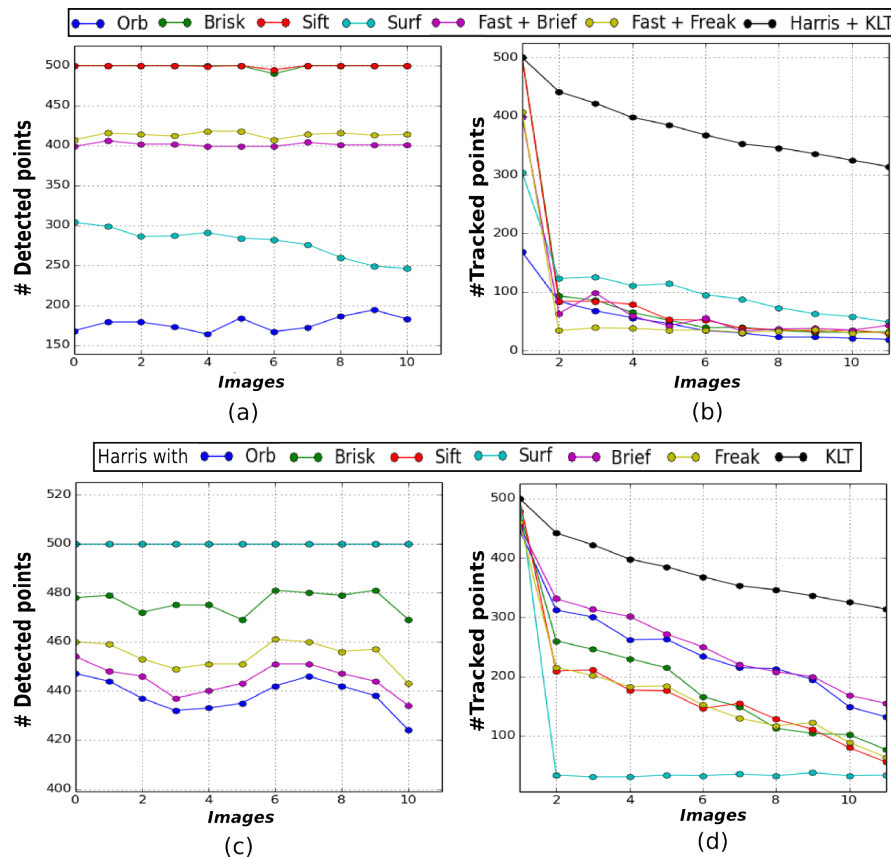 Orb Brisk Sift Surf Fast + Brief Fast + Freak Harris + KLT
# Detected points
500
450
400
350
300
250
200
150
0 2 4 6 8 10
Images
(a)
#Tracked points
500
400
300
200
100
0
2 4 6 8 10
Images
(b)
Harris with Orb Brisk Sift Surf Brief Freak KLT
# Detected points
520
500
480
460
440
420
400
0 2 4 6 8 10
Images
(c)
#Tracked points
500
400
300
200
100
2 4 6 8 10
Images
(d)